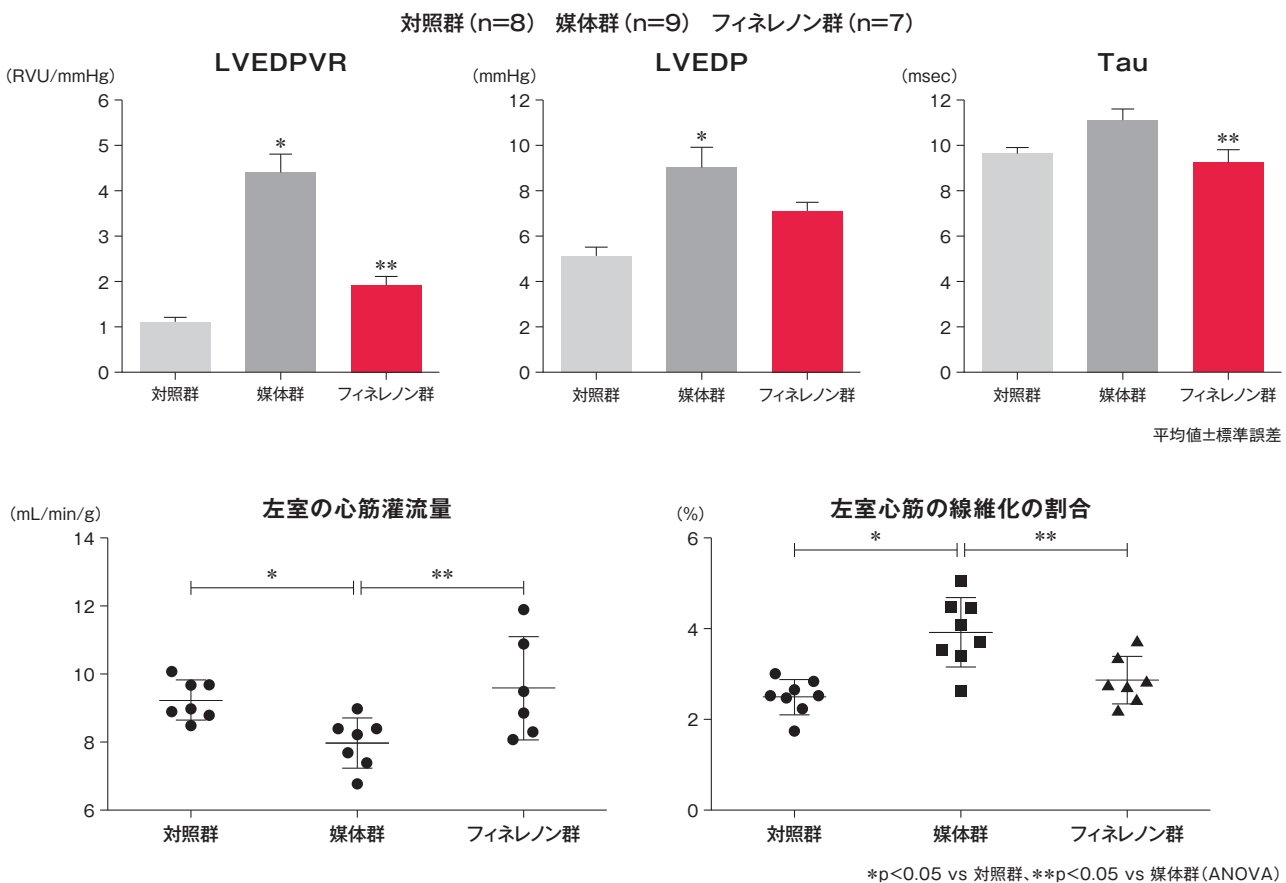 対照群（n=8）　媒体群（n=9）　フィネレノン群（n=7）
LVEDPVR
(RVU/mmHg)
6
5
4
3
2
1
0
*
**
対照群 媒体群 フィネレノン群
LVEDP
(mmHg)
12
10
8
6
4
2
0
*
対照群 媒体群 フィネレノン群
Tau
(msec)
12
10
8
6
4
2
0
**
対照群 媒体群 フィネレノン群
平均値±標準誤差
左室の心筋灌流量
(mL/min/g)
14
12
10
8
6
* **
対照群 媒体群 フィネレノン群
左室心筋の線維化の割合
(%)
6
4
2
0
* **
対照群 媒体群 フィネレノン群
*p<0.05 vs 対照群、**p<0.05 vs 媒体群(ANOVA)